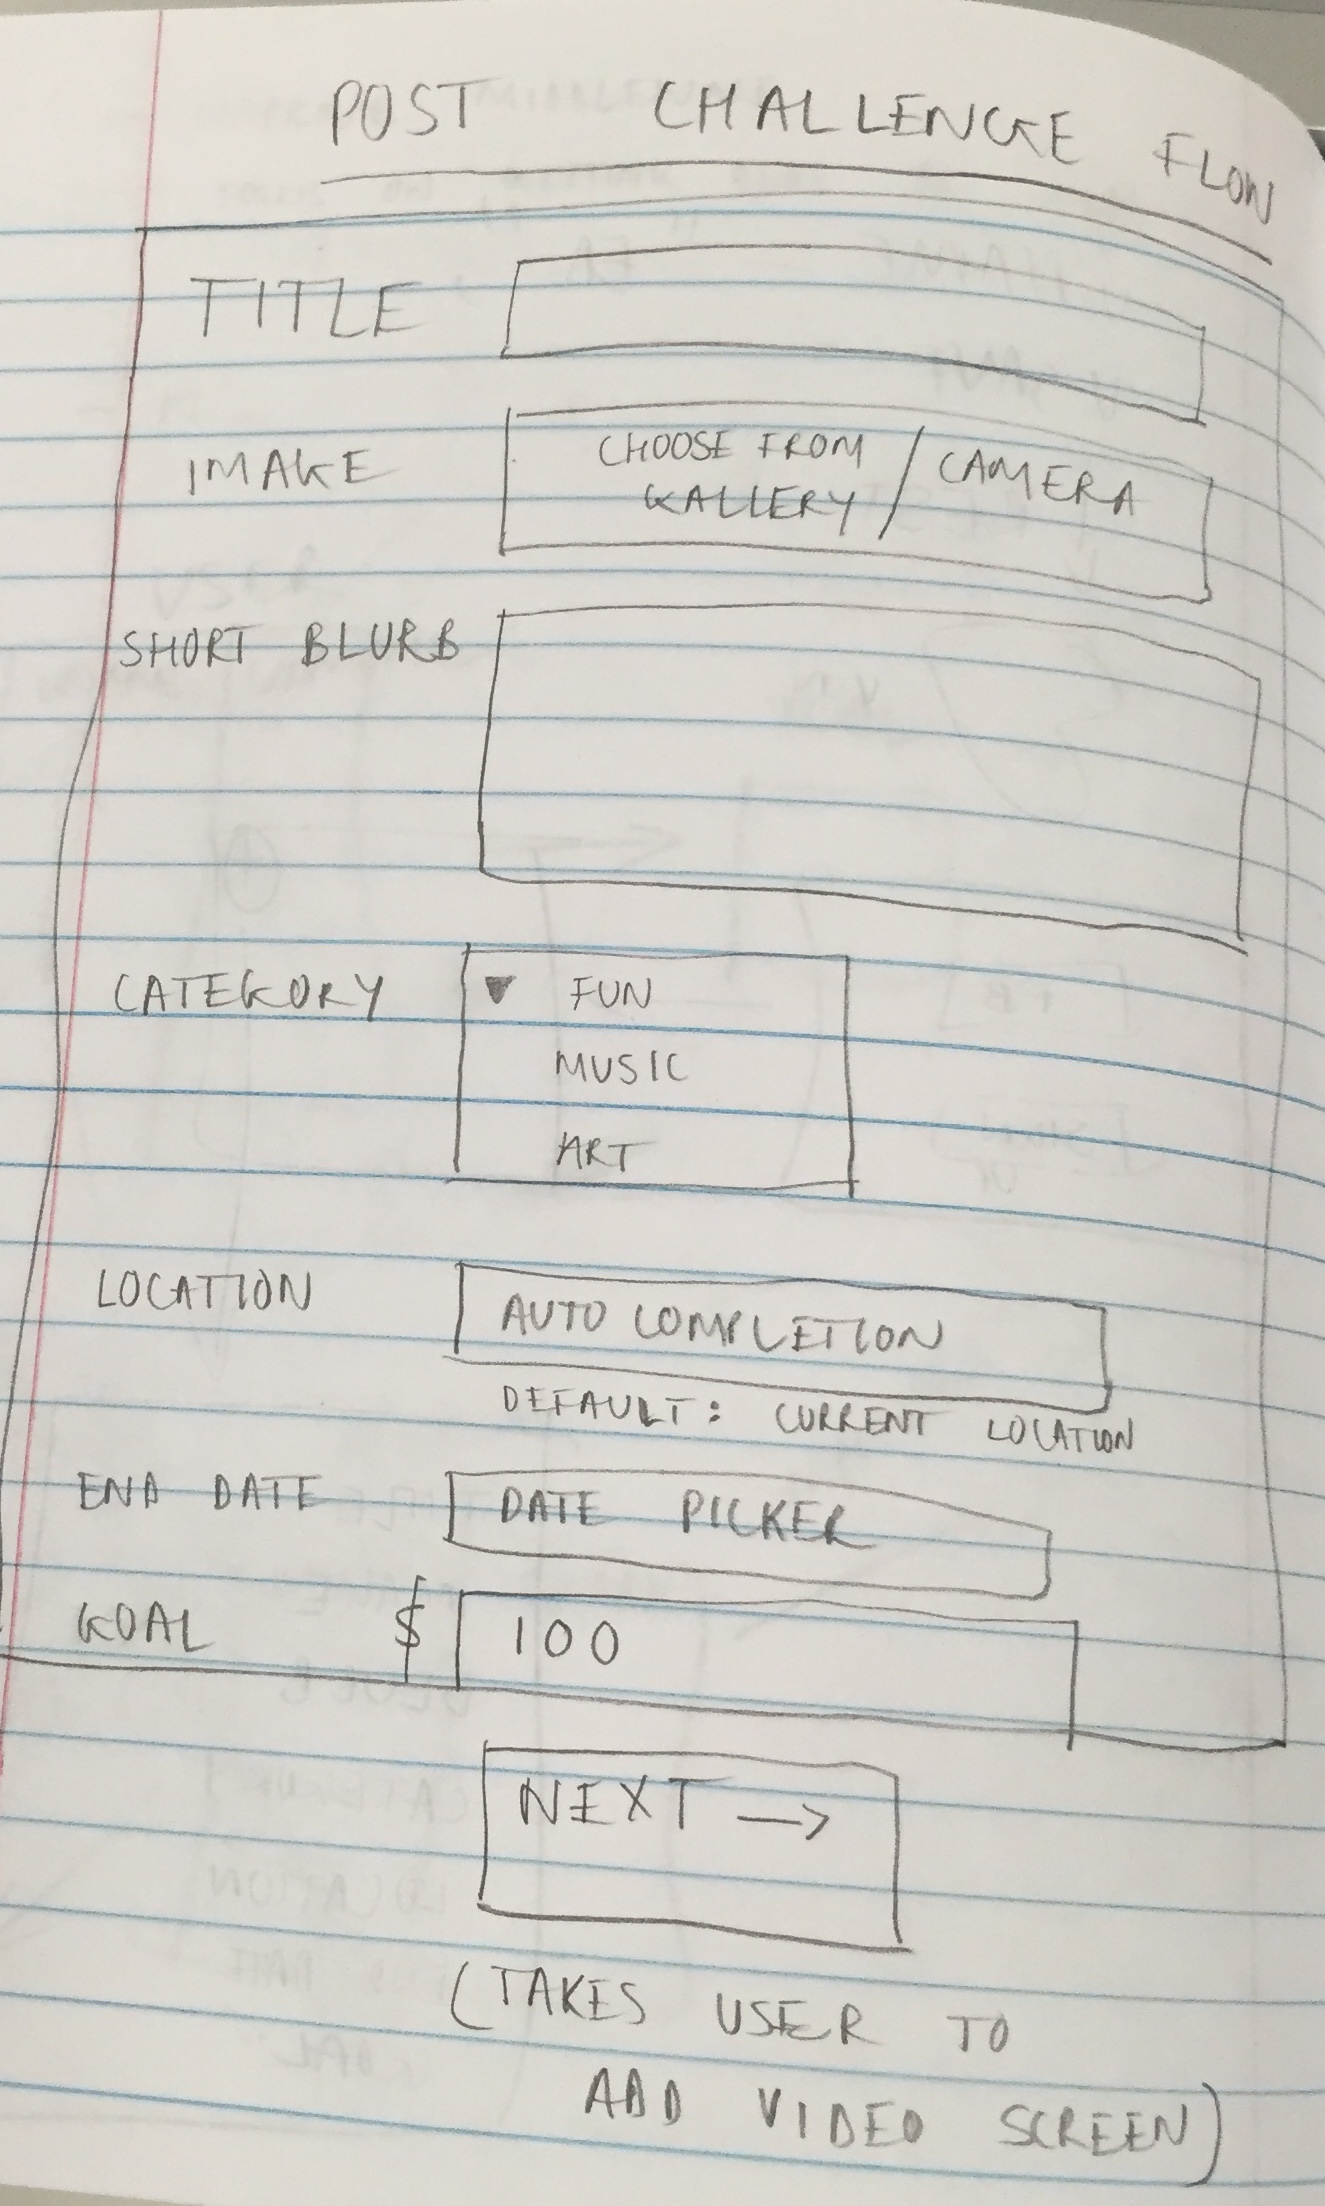 POST CHALLENGE FLOW
TITLE
IMAGE CHOOSE FROM / CAMERA
GALLERY
SHORT BLURB
CATEGORY ▼ FUN
MUSIC
ART
LOCATION AUTO COMPLETION
DEFAULT: CURRENT LOCATION
END DATE DATE PICKER
GOAL $ 100
NEXT →
(TAKES USER TO
ADD VIDEO SCREEN)